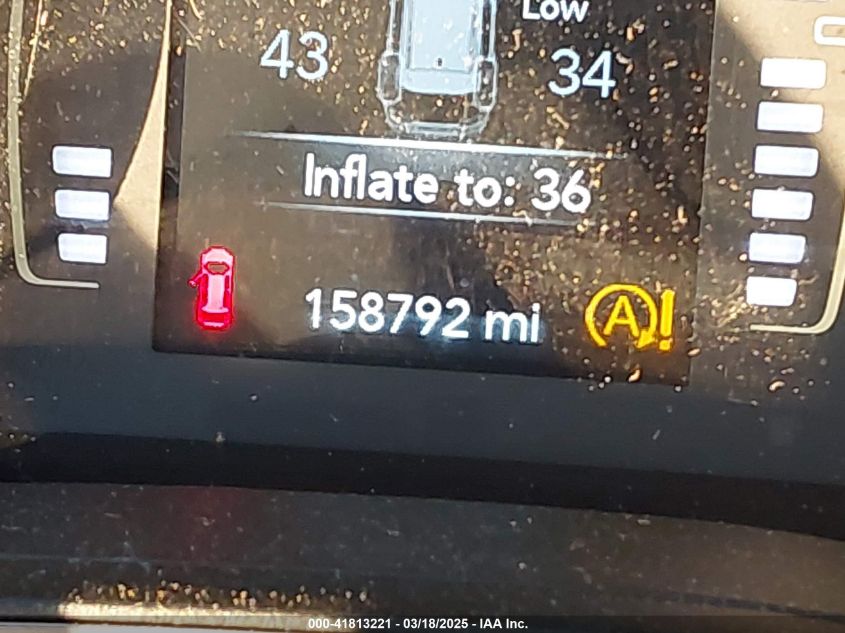 Low
43 34
Inflate to: 36
158792 mi
A!
000-41813221 - 03/18/2025 - IAA Inc.